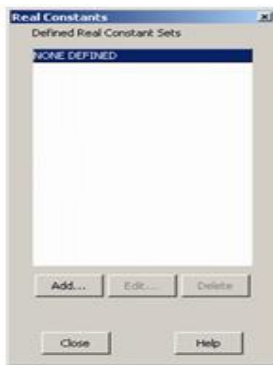 Real Constants
Defined Real Constant Sets
NONE DEFINED
Add... Edit... Delete
Close Help